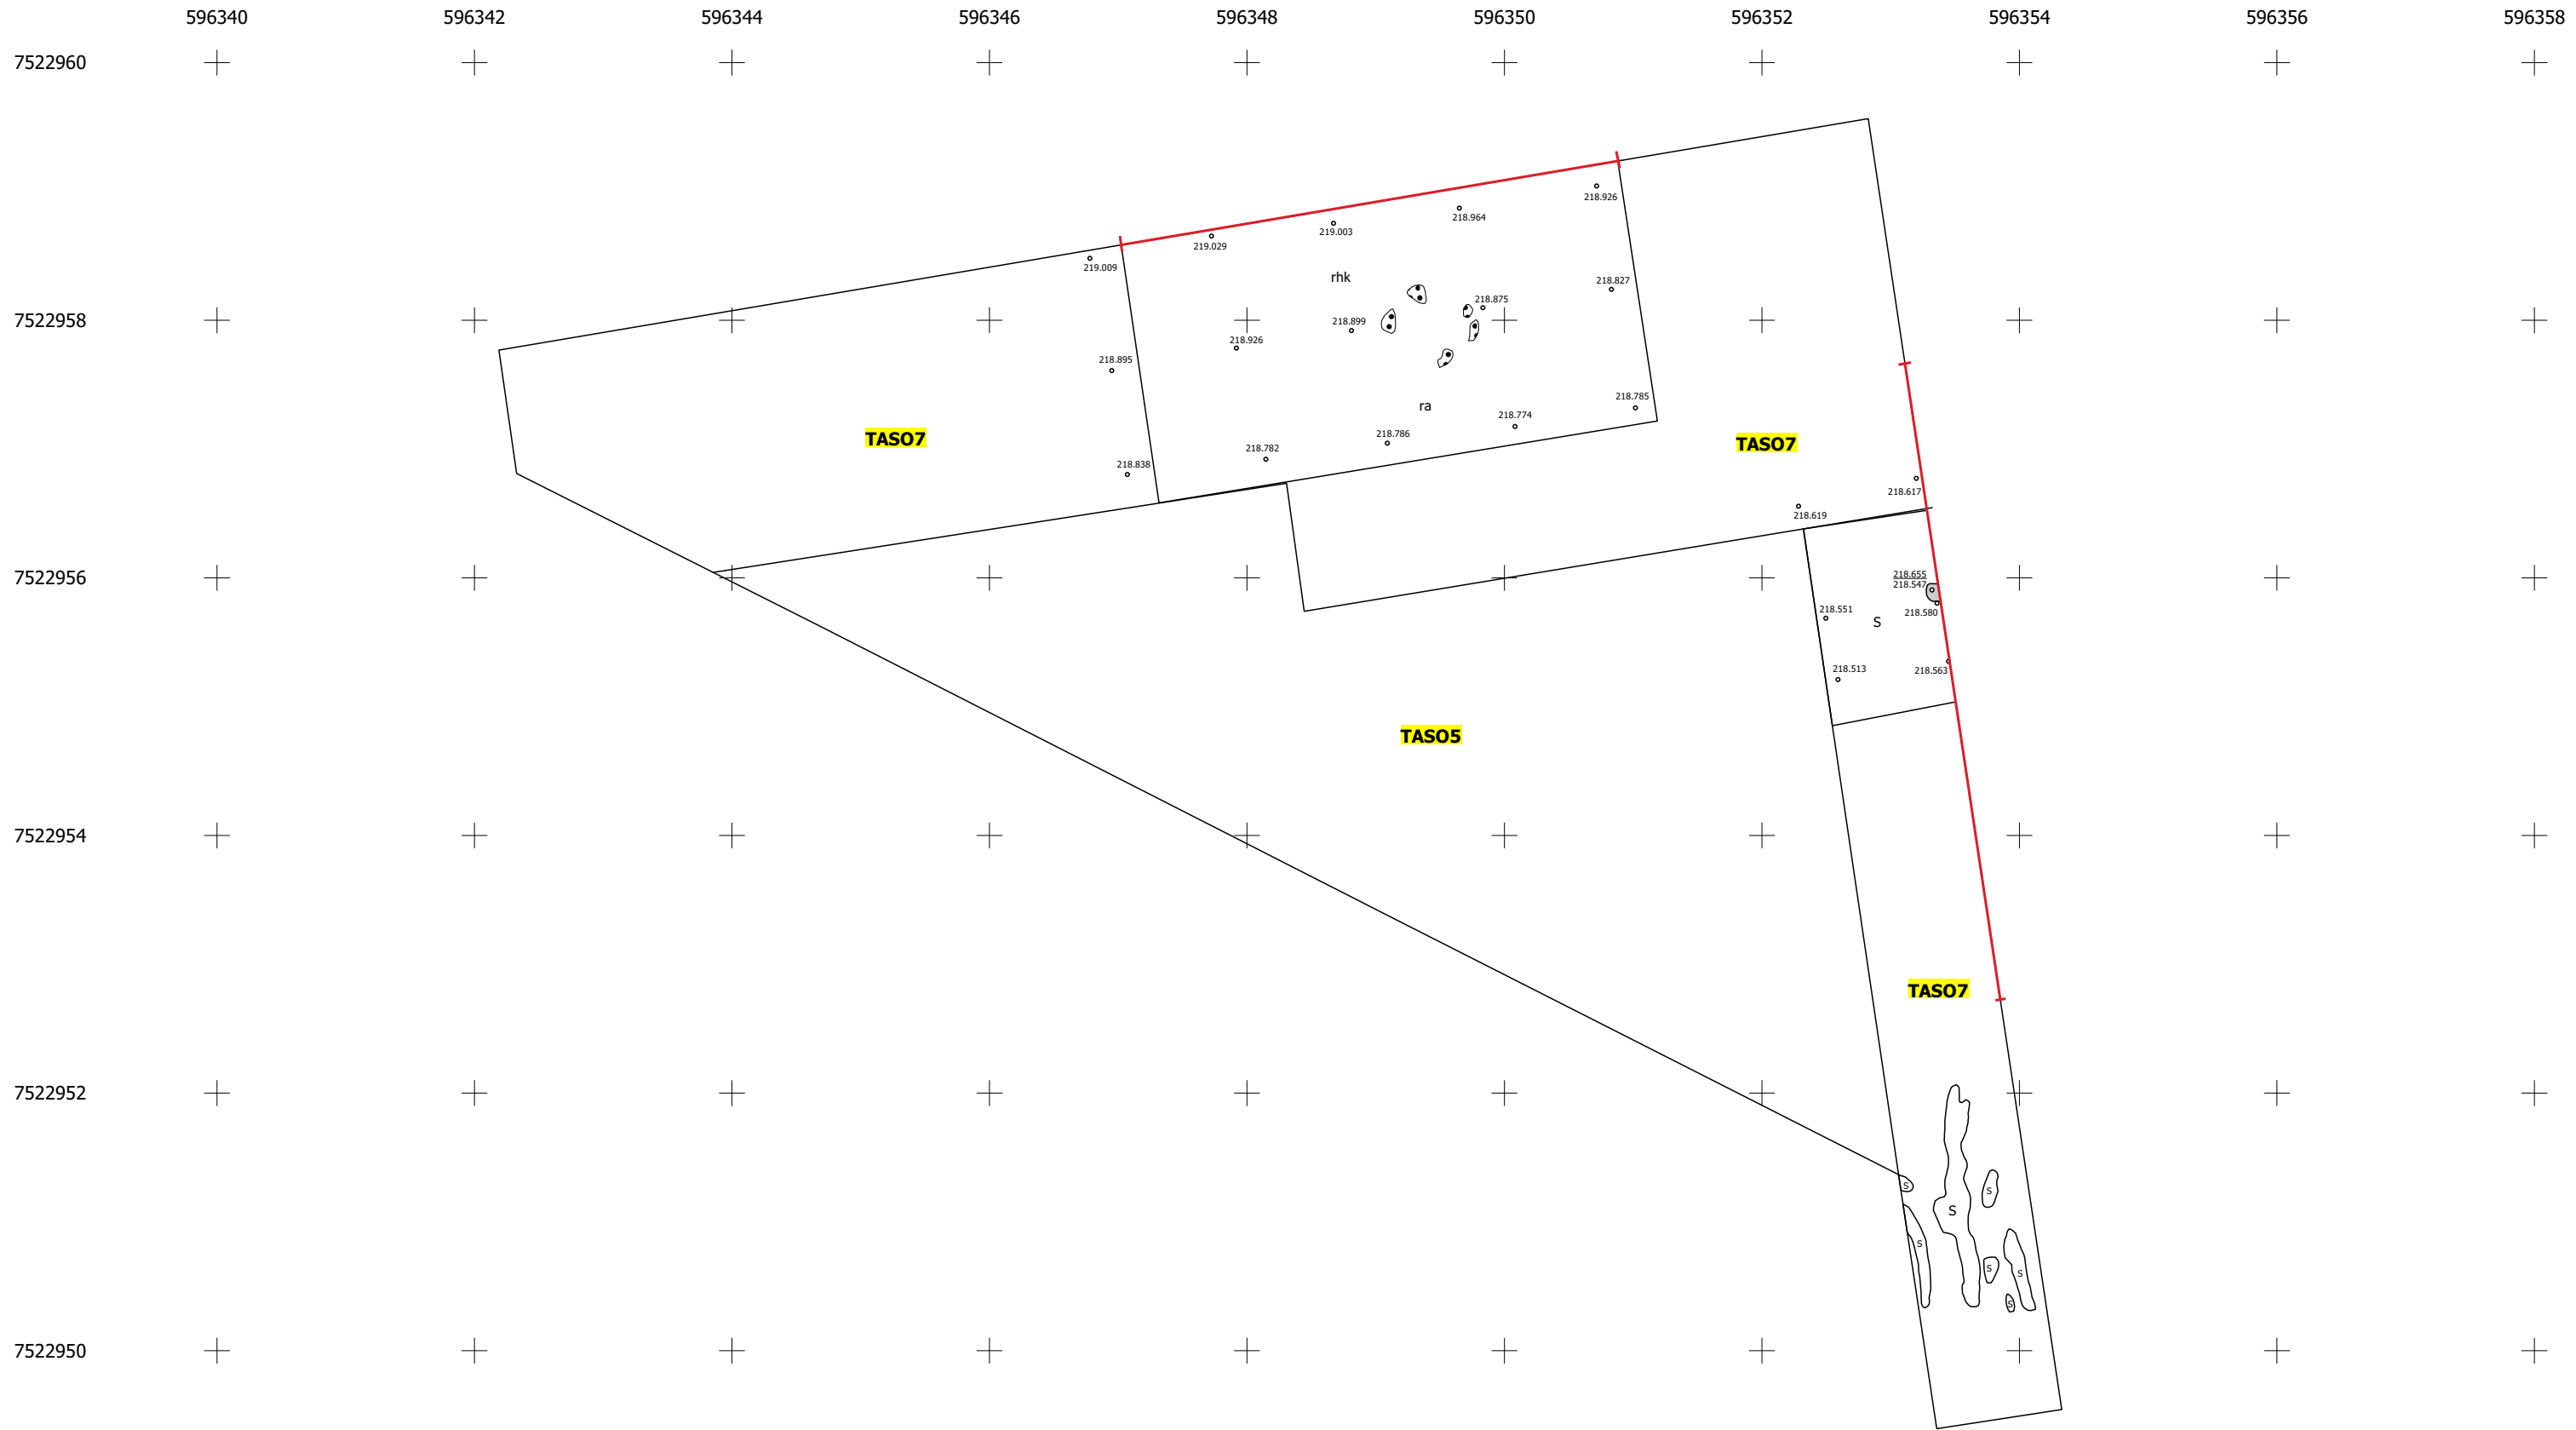 596340 596342 596344 596346 596348 596350 596352 596354 596356 596358
7522960
218.926
218.964
219.003
219.029
219.009
rhk
218.827
218.875
7522958
218.899
218.926
218.895
218.785
ra
218.774
218.786
TASO7
TASO7
218.782
218.838
218.617
218.619
7522956
218.655
218.547
218.551
218.580
S
218.513
218.563
TASO5
7522954
TASO7
7522952
S
S
S
S
S
S
S
7522950